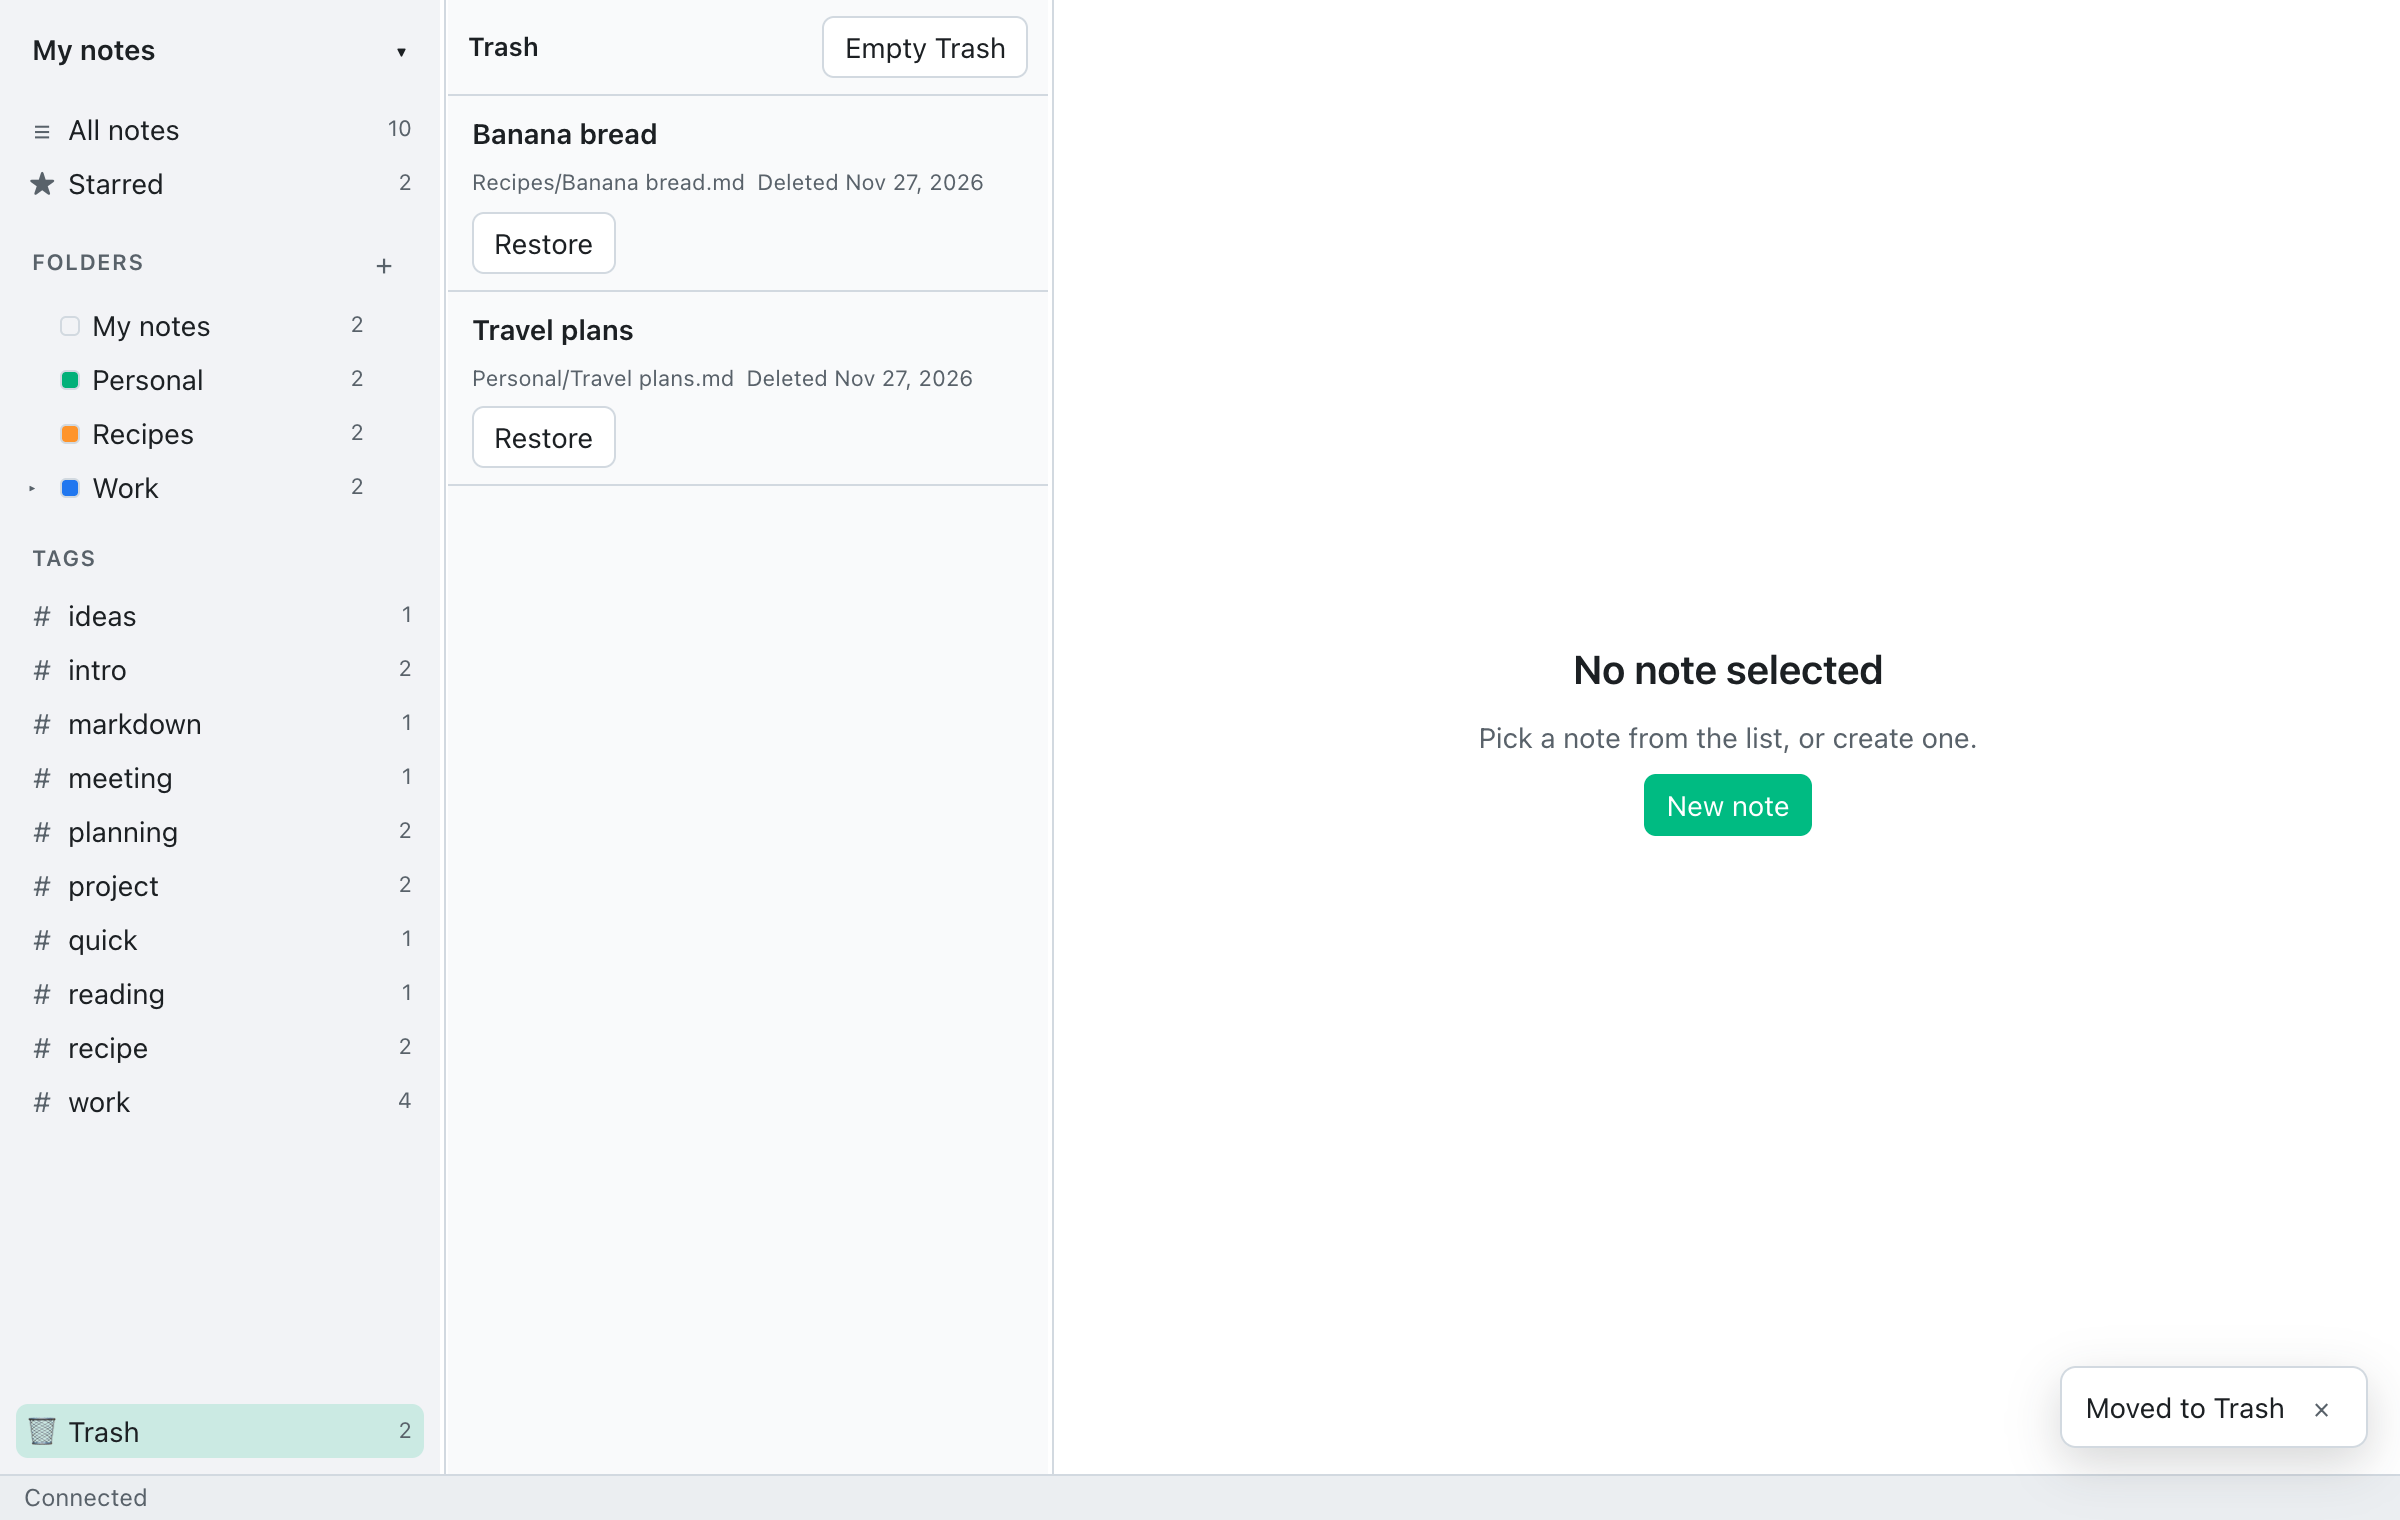 My notes ▾
≡ All notes 10
★ Starred 2
FOLDERS +
My notes 2
Personal 2
Recipes 2
▸ Work 2
TAGS
# ideas 1
# intro 2
# markdown 1
# meeting 1
# planning 2
# project 2
# quick 1
# reading 1
# recipe 2
# work 4
Trash 2
Connected
Trash Empty Trash
Banana bread
Recipes/Banana bread.md Deleted Nov 27, 2026
Restore
Travel plans
Personal/Travel plans.md Deleted Nov 27, 2026
Restore
No note selected
Pick a note from the list, or create one.
New note
Moved to Trash ×